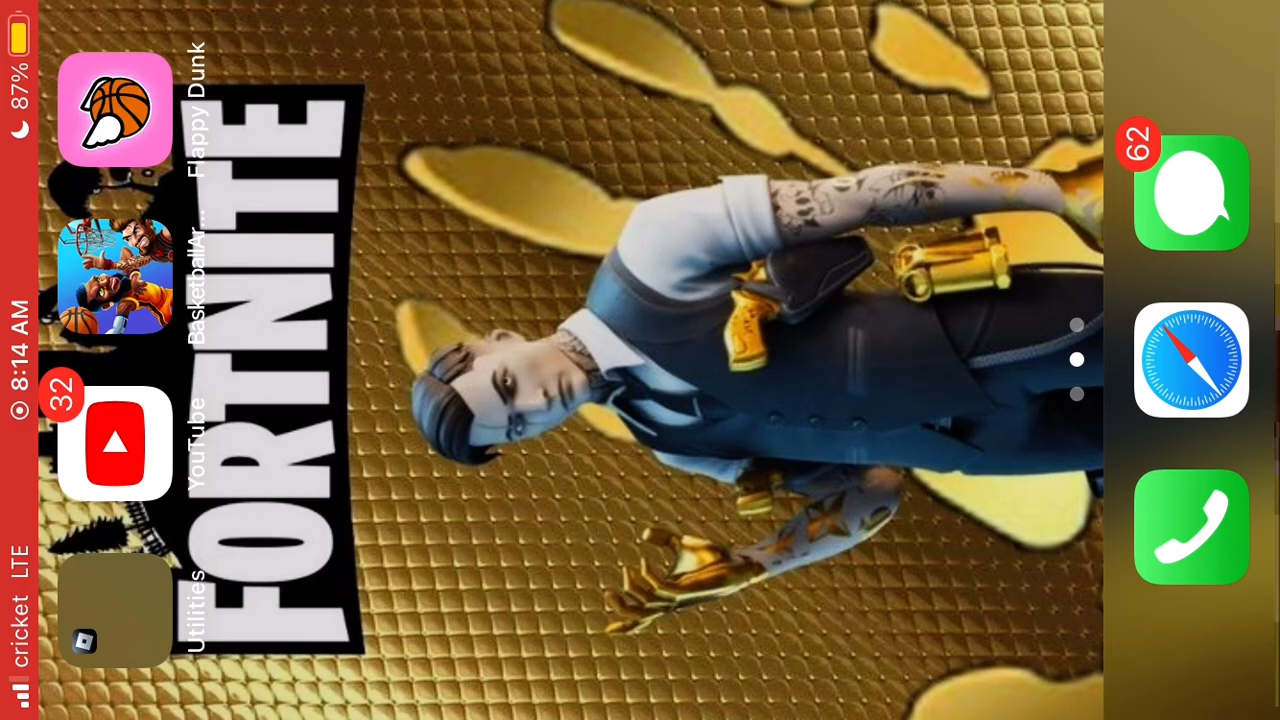 cricket LTE 8:14 AM 87%
32
Utilities YouTube BasketballAr... Flappy Dunk
FORTNITE
62